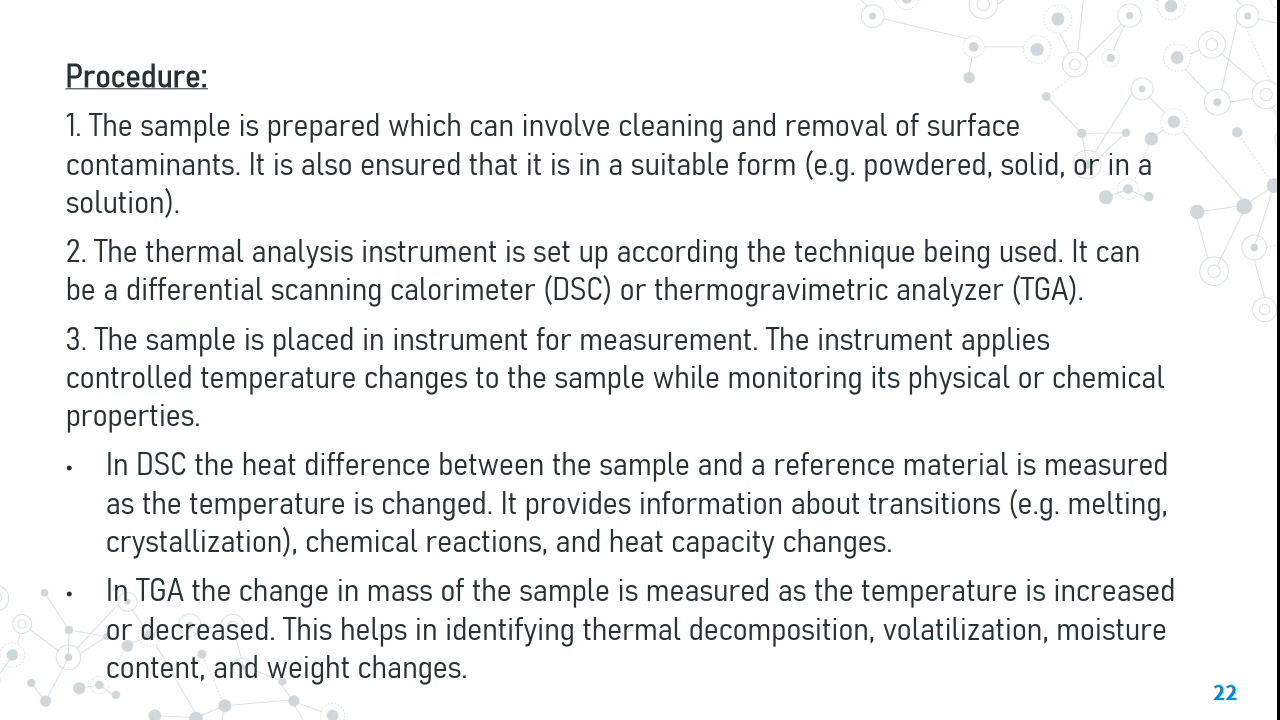 Procedure:
1. The sample is prepared which can involve cleaning and removal of surface
contaminants. It is also ensured that it is in a suitable form (e.g. powdered, solid, or in a
solution).
2. The thermal analysis instrument is set up according the technique being used. It can
be a differential scanning calorimeter (DSC) or thermogravimetric analyzer (TGA).
3. The sample is placed in instrument for measurement. The instrument applies
controlled temperature changes to the sample while monitoring its physical or chemical
properties.
• In DSC the heat difference between the sample and a reference material is measured
as the temperature is changed. It provides information about transitions (e.g. melting,
crystallization), chemical reactions, and heat capacity changes.
• In TGA the change in mass of the sample is measured as the temperature is increased
or decreased. This helps in identifying thermal decomposition, volatilization, moisture
content, and weight changes.
22